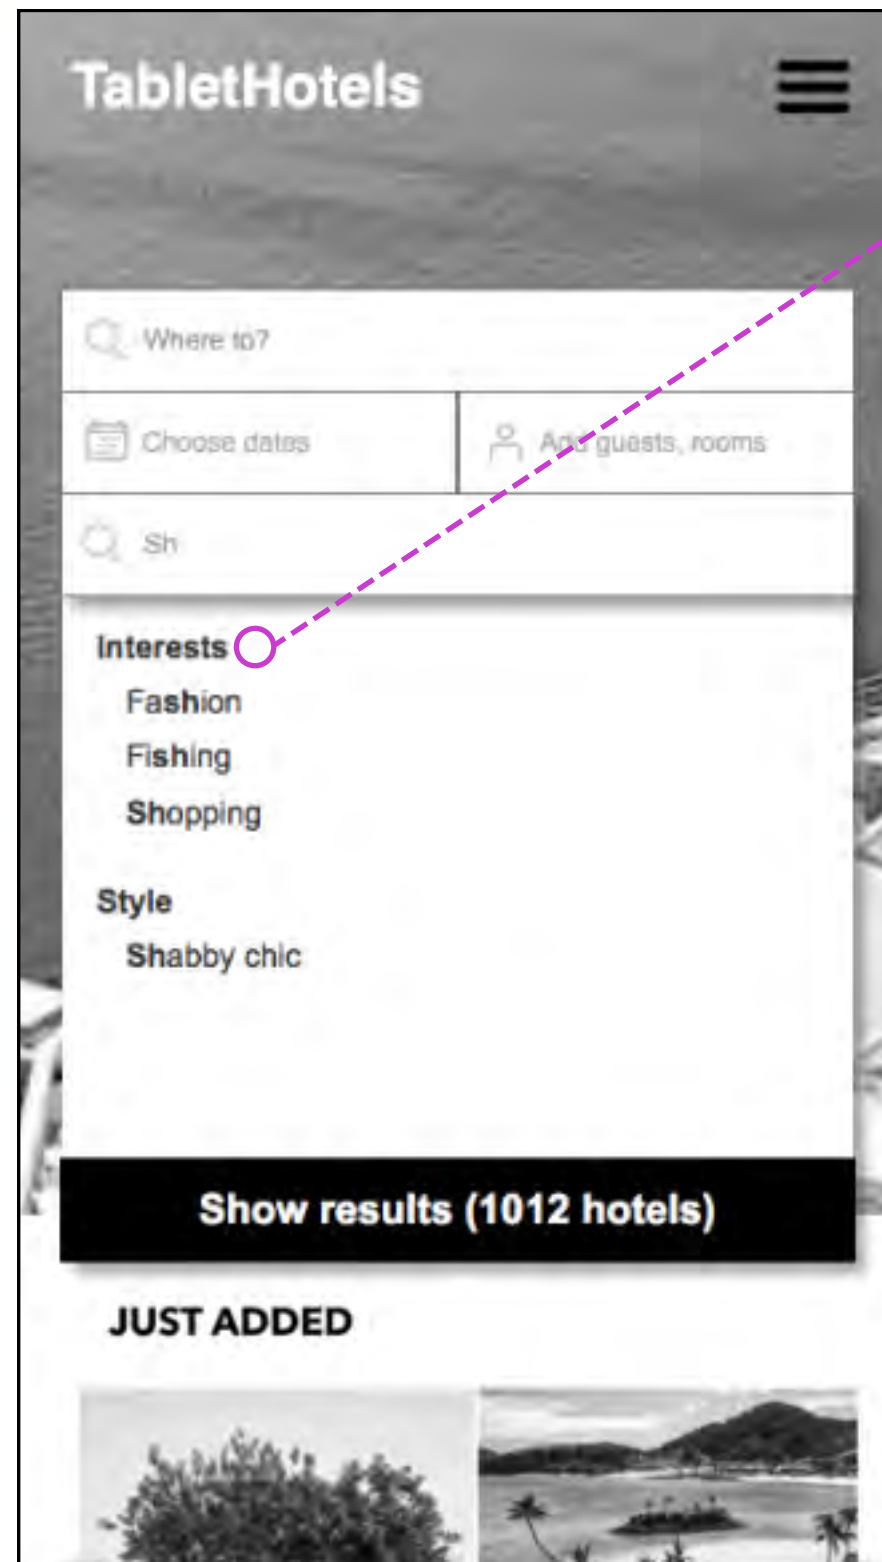 TabletHotels
Where to?
Choose dates
Add guests, rooms
Sh
Interests
Fashion
Fishing
Shopping
Style
Shabby chic
Show results (1012 hotels)
JUST ADDED